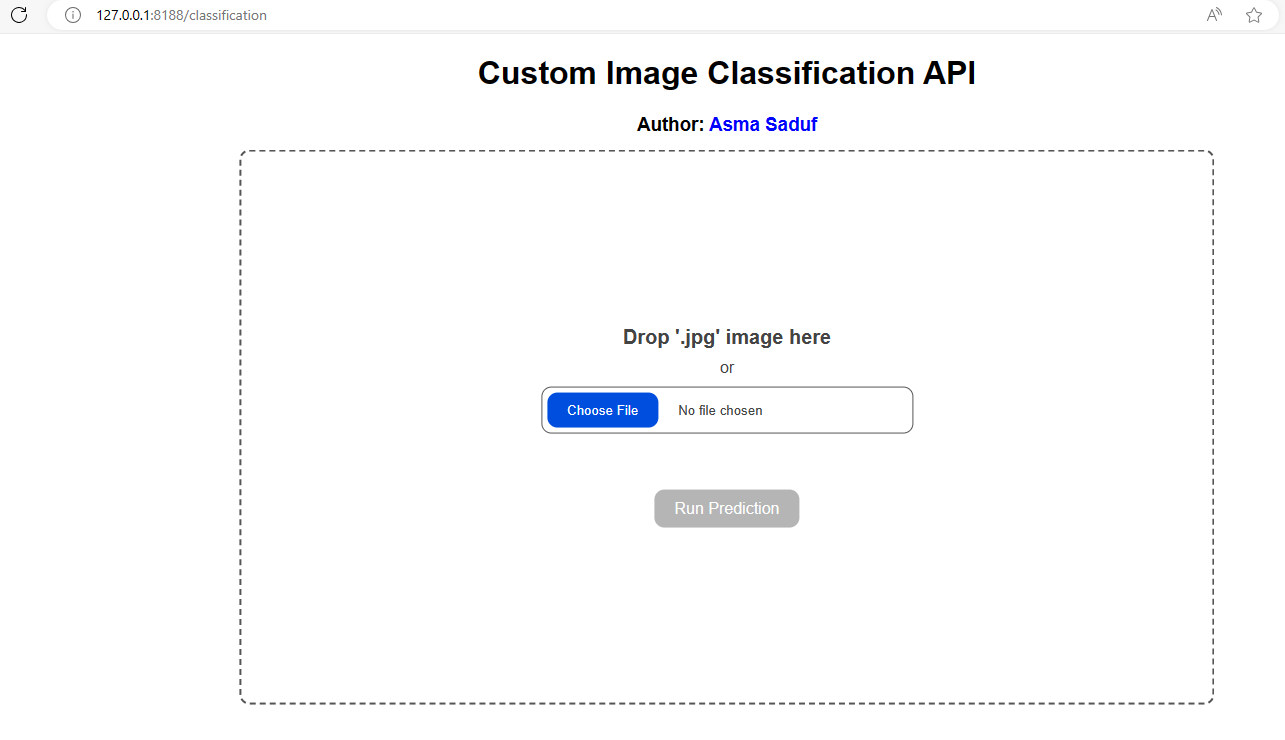 127.0.0.1:8188/classification
Custom Image Classification API
Author: Asma Saduf
Drop '.jpg' image here
or
Choose File No file chosen
Run Prediction